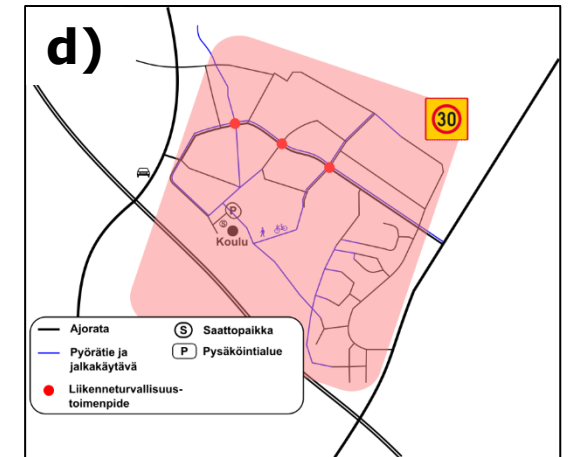 d)
30
P
S
Koulu
Ajorata
S Saattopaikka
Pyörätie ja
jalkakäytävä
P Pysäköintialue
Liikenneturvallisuus-
toimenpide